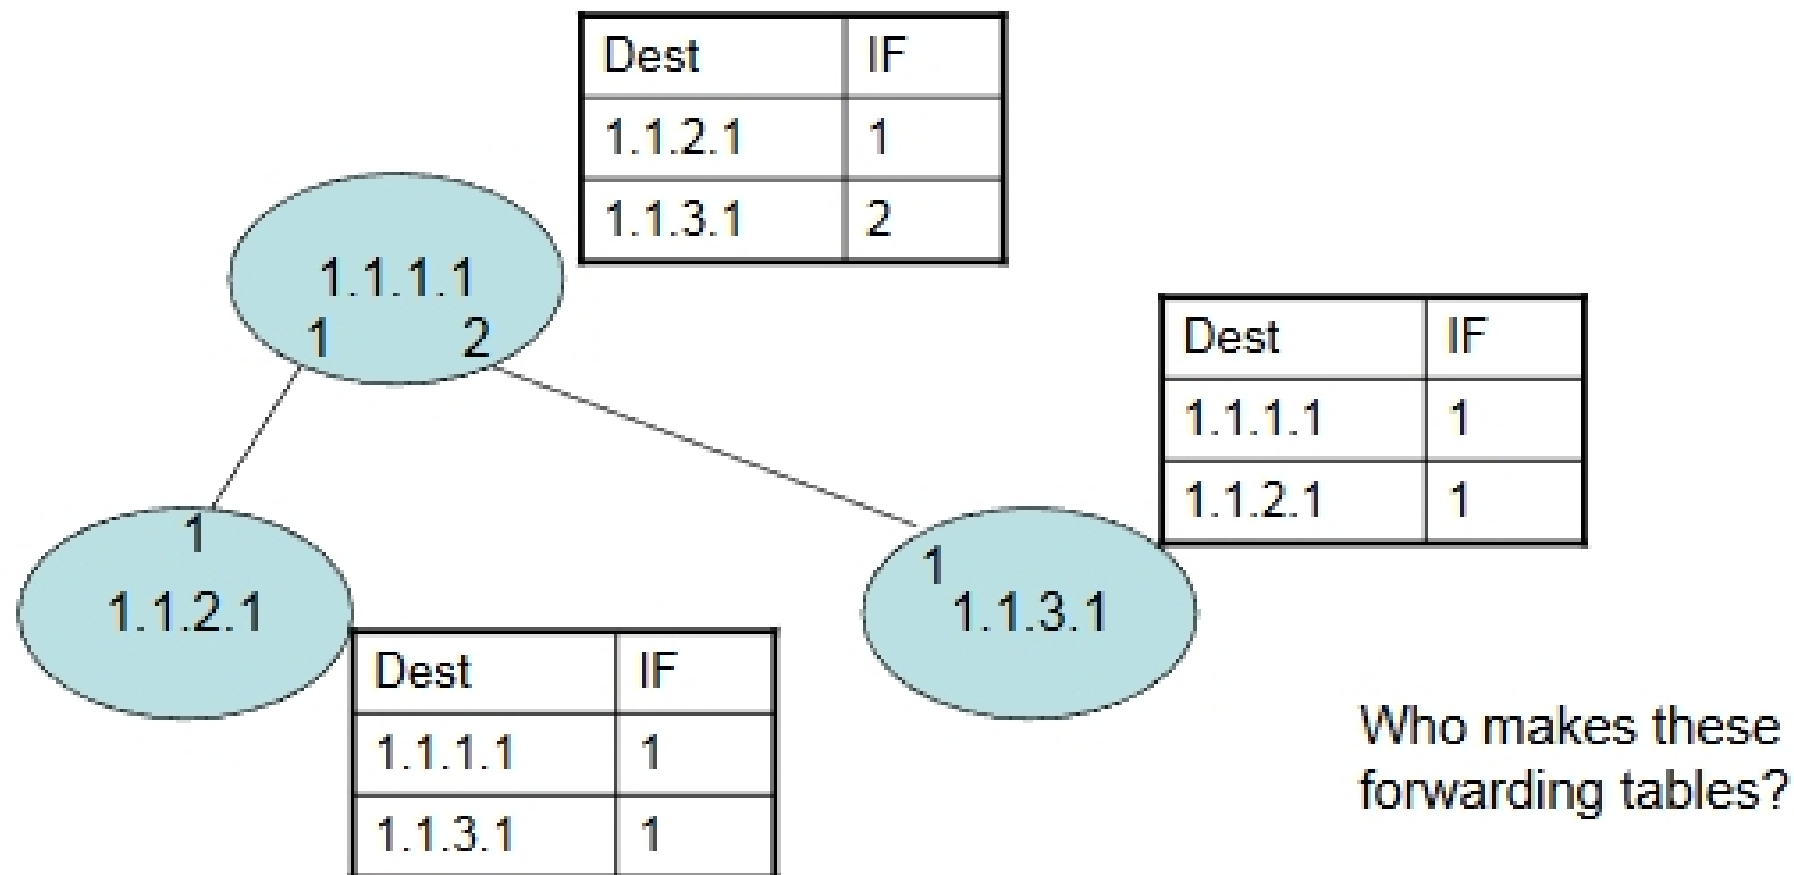 Dest IF
1.1.2.1 1
1.1.3.1 2
1.1.1.1
1 2
Dest IF
1.1.1.1 1
1.1.2.1 1
1
1.1.2.1
1
1.1.3.1
Dest IF
1.1.1.1 1
1.1.3.1 1
Who makes these
forwarding tables?